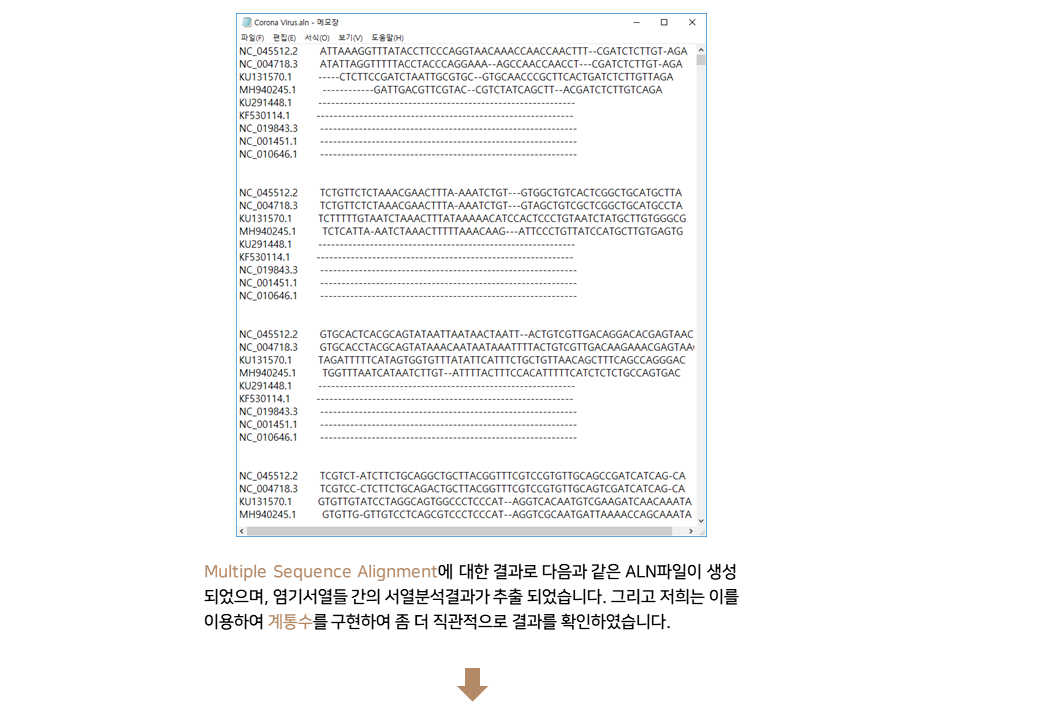 Corona Virus.aln - 메모장
파일(F) 편집(E) 서식(O) 보기(V) 도움말(H)
NC_045512.2 ATTAAAGGTTTATACCTTCCCAGGTAACAAACCAACCAACTTT--CGATCTCTTGT-AGA
NC_004718.3 ATATTAGGTTTTTACCTACCCAGGAAA--AGCCAACCAACCT---CGATCTCTTGT-AGA
KU131570.1 -----CTCTTCCGATCTAATTGCGTGC--GTGCAACCCGCTTCACTGATCTCTTGTTAGA
MH940245.1 ------------GATTGACGTTCGTAC--CGTCTATCAGCTT--ACGATCTCTTGTCAGA
KU291448.1 ------------------------------------------------------------
KF530114.1 ------------------------------------------------------------
NC_019843.3 ------------------------------------------------------------
NC_001451.1 ------------------------------------------------------------
NC_010646.1 ------------------------------------------------------------
NC_045512.2 TCTGTTCTCTAAACGAACTTTA-AAATCTGT---GTGGCTGTCACTCGGCTGCATGCTTA
NC_004718.3 TCTGTTCTCTAAACGAACTTTA-AAATCTGT---GTAGCTGTCGCTCGGCTGCATGCCTA
KU131570.1 TCTTTTTGTAATCTAAACTTTATAAAAACATCCACTCCCTGTAATCTATGCTTGTGGGCG
MH940245.1 TCTCATTA-AATCTAAACTTTTTAAACAAG---ATTCCCTGTTATCCATGCTTGTGAGTG
KU291448.1 ------------------------------------------------------------
KF530114.1 ------------------------------------------------------------
NC_019843.3 ------------------------------------------------------------
NC_001451.1 ------------------------------------------------------------
NC_010646.1 ------------------------------------------------------------
NC_045512.2 GTGCACTCACGCAGTATAATTAATAACTAATT--ACTGTCGTTGACAGGACACGAGTAAC
NC_004718.3 GTGCACCTACGCAGTATAAACAATAATAAATTTTACTGTCGTTGACAAGAAACGAGTAA
KU131570.1 TAGATTTTTCATAGTGGTGTTTATATTCATTTCTGCTGTTAACAGCTTTCAGCCAGGGAC
MH940245.1 TGGTTTAATCATAATCTTGT--ATTTTACTTTCCACATTTTTCATCTCTCTGCCAGTGAC
KU291448.1 ------------------------------------------------------------
KF530114.1 ------------------------------------------------------------
NC_019843.3 ------------------------------------------------------------
NC_001451.1 ------------------------------------------------------------
NC_010646.1 ------------------------------------------------------------
NC_045512.2 TCGTCT-ATCTTCTGCAGGCTGCTTACGGTTTCGTCCGTGTTGCAGCCGATCATCAG-CA
NC_004718.3 TCGTCC-CTCTTCTGCAGACTGCTTACGGTTTCGTCCGTGTTGCAGTCGATCATCAG-CA
KU131570.1 GTGTTGTATCCTAGGCAGTGGCCCTCCCAT--AGGTCACAATGTCGAAGATCAACAAATA
MH940245.1 GTGTTG-GTTGTCCTCAGCGTCCCTCCCAT--AGGTCGCAATGATTAAAACCAGCAAATA
Multiple Sequence Alignment에 대한 결과로 다음과 같은 ALN파일이 생성
되었으며, 염기서열들 간의 서열분석결과가 추출 되었습니다. 그리고 저희는 이를
이용하여 계통수를 구현하여 좀 더 직관적으로 결과를 확인하였습니다.